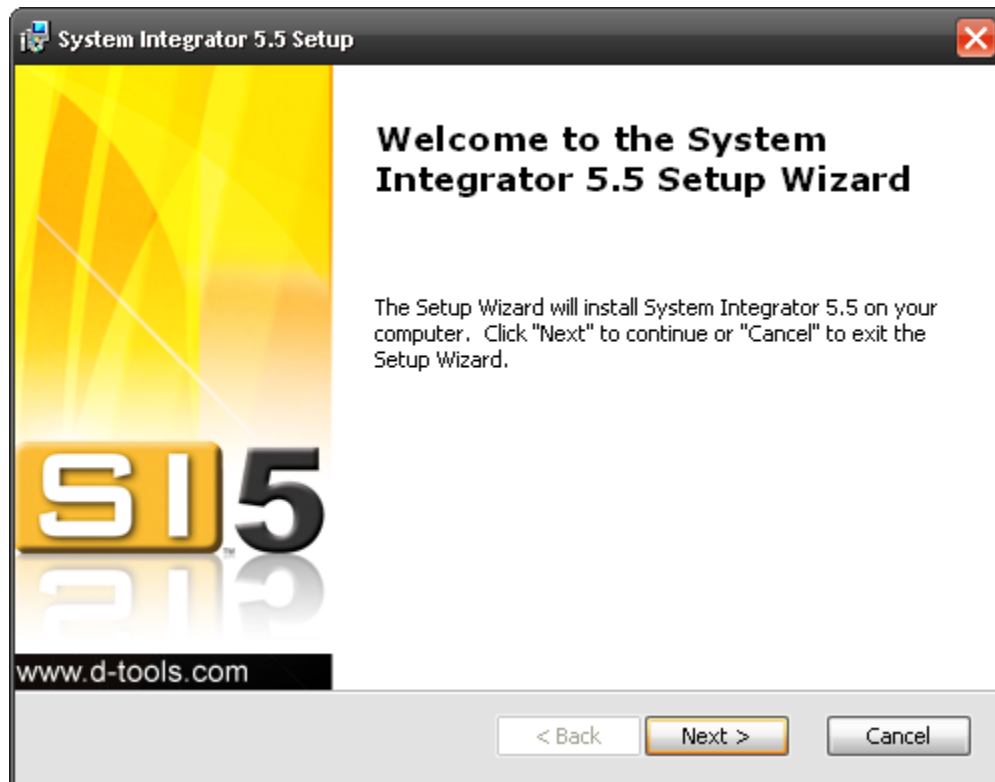 System Integrator 5.5 Setup
Welcome to the System
Integrator 5.5 Setup Wizard
The Setup Wizard will install System Integrator 5.5 on your
computer.  Click "Next" to continue or "Cancel" to exit the
Setup Wizard.
SI5
TM
www.d-tools.com
< Back
Next >
Cancel